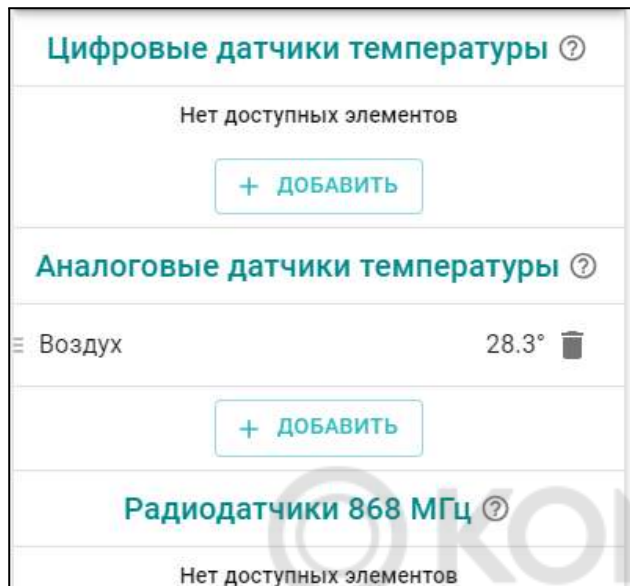 Цифровые датчики температуры ?
Нет доступных элементов
+ ДОБАВИТЬ
Аналоговые датчики температуры ?
Воздух 28.3°
+ ДОБАВИТЬ
Радиодатчики 868 МГц ?
Нет доступных элементов